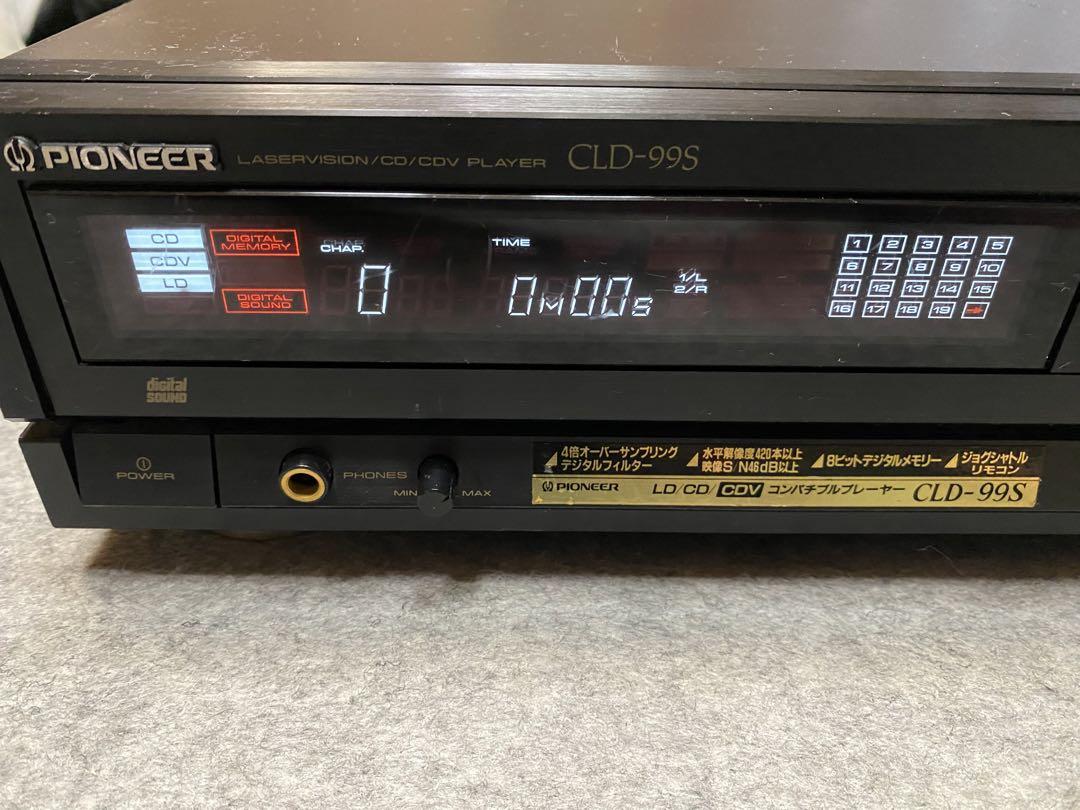 PIONEER LASERVISION/CD/CDV PLAYER CLD-99S
CD
CDV
LD
DIGITAL MEMORY
DIGITAL SOUND
CHAP.
0
TIME
0M00s
1/L
2/R
1 2 3 4 5
6 7 8 9 10
11 12 13 14 15
16 17 18 19
digital SOUND
POWER
PHONES
MIN MAX
4倍オーバーサンプリング
デジタルフィルター
水平解像度420本以上
映像S/N46dB以上
8ビットデジタルメモリー
ジョグシャトル
リモコン
PIONEER LD/CD/CDV コンパチブルプレーヤー CLD-99S